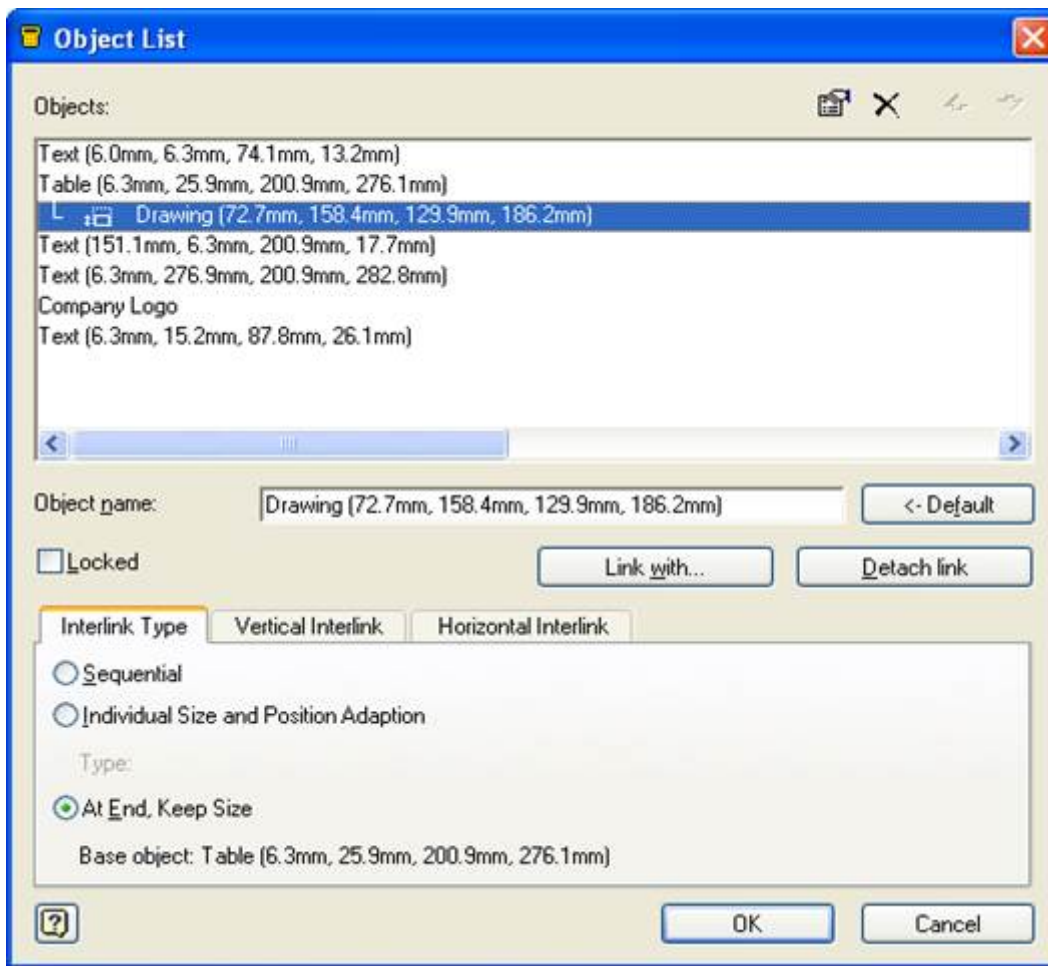 Object List
Objects:
Text (6.0mm, 6.3mm, 74.1mm, 13.2mm)
Table (6.3mm, 25.9mm, 200.9mm, 276.1mm)
Drawing (72.7mm, 158.4mm, 129.9mm, 186.2mm)
Text (151.1mm, 6.3mm, 200.9mm, 17.7mm)
Text (6.3mm, 276.9mm, 200.9mm, 282.8mm)
Company Logo
Text (6.3mm, 15.2mm, 87.8mm, 26.1mm)
Object name: Drawing (72.7mm, 158.4mm, 129.9mm, 186.2mm) <- Default
Locked Link with... Detach link
Interlink Type Vertical Interlink Horizontal Interlink
Sequential
Individual Size and Position Adaption
Type:
At End, Keep Size
Base object: Table (6.3mm, 25.9mm, 200.9mm, 276.1mm)
OK Cancel